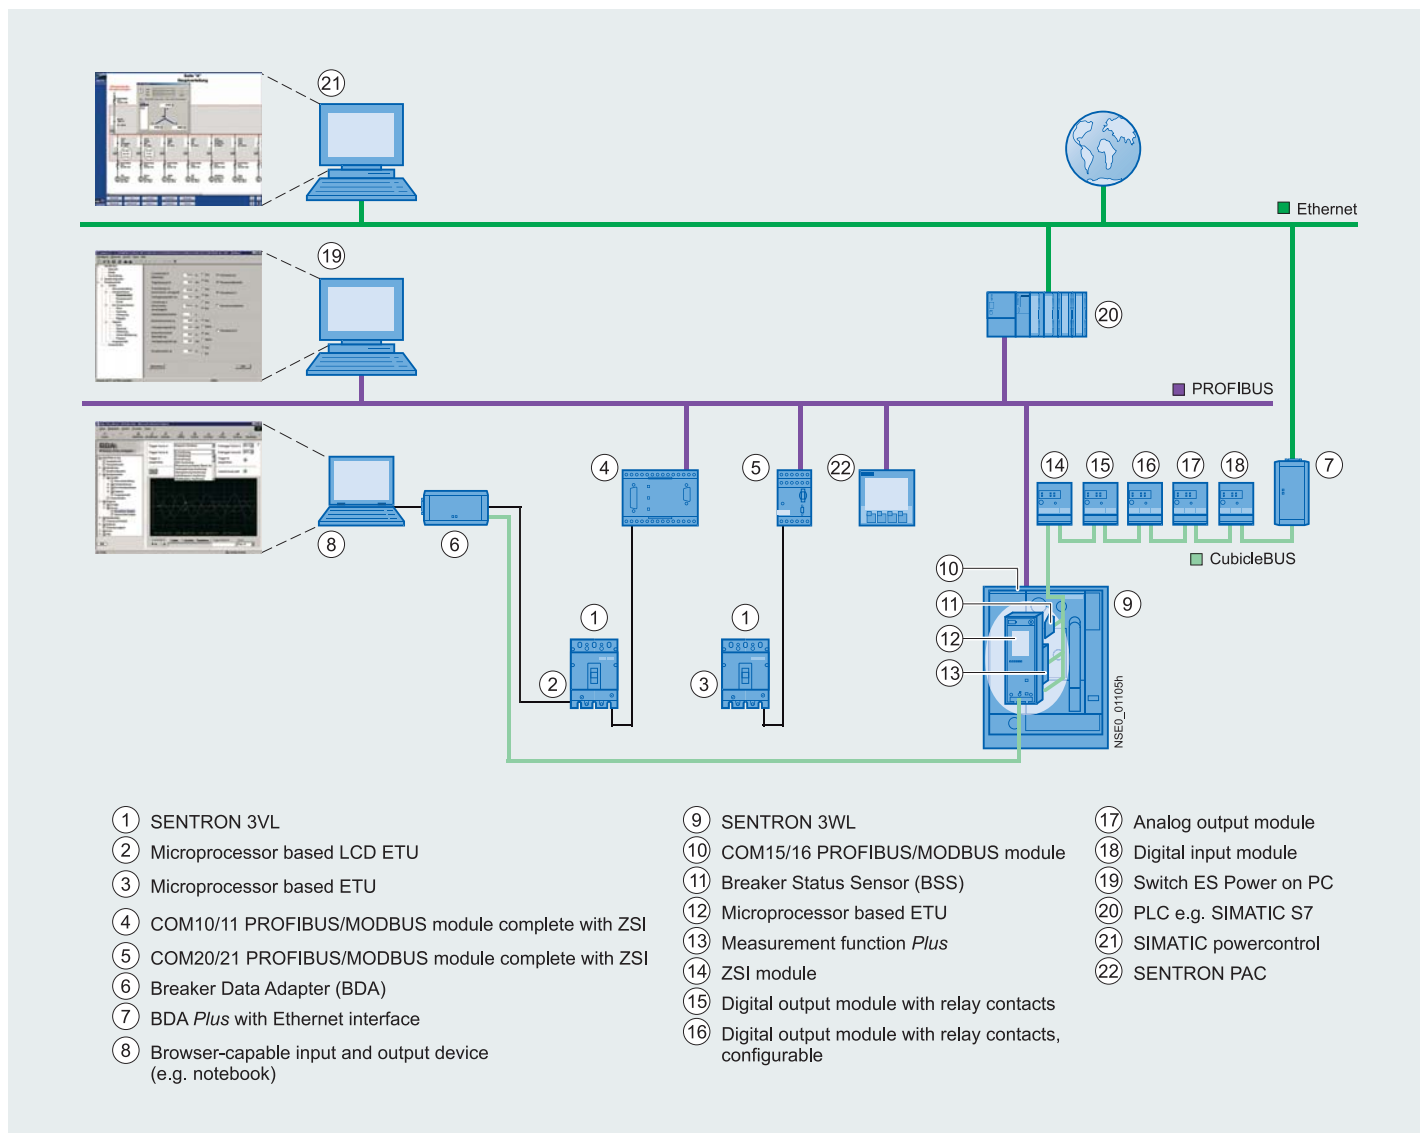 Suite "A"
Hauptverteilung
21
Ethernet
19
20
PROFIBUS
4
5
22
14
15
16
17
18
7
8
6
CubicleBUS
10
11
12
13
9
1
1
2
3
NSE0_01105h
1 SENTRON 3VL
2 Microprocessor based LCD ETU
3 Microprocessor based ETU
4 COM10/11 PROFIBUS/MODBUS module complete with ZSI
5 COM20/21 PROFIBUS/MODBUS module complete with ZSI
6 Breaker Data Adapter (BDA)
7 BDA Plus with Ethernet interface
8 Browser-capable input and output device
(e.g. notebook)
9 SENTRON 3WL
10 COM15/16 PROFIBUS/MODBUS module
11 Breaker Status Sensor (BSS)
12 Microprocessor based ETU
13 Measurement function Plus
14 ZSI module
15 Digital output module with relay contacts
16 Digital output module with relay contacts,
configurable
17 Analog output module
18 Digital input module
19 Switch ES Power on PC
20 PLC e.g. SIMATIC S7
21 SIMATIC powercontrol
22 SENTRON PAC